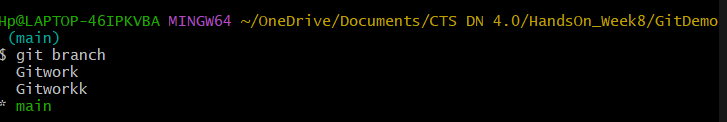 Hp@LAPTOP-46IPKVBA MINGW64 ~/OneDrive/Documents/CTS DN 4.0/HandsOn_Week8/GitDemo
(main)
$ git branch
Gitwork
Gitworkk
* main